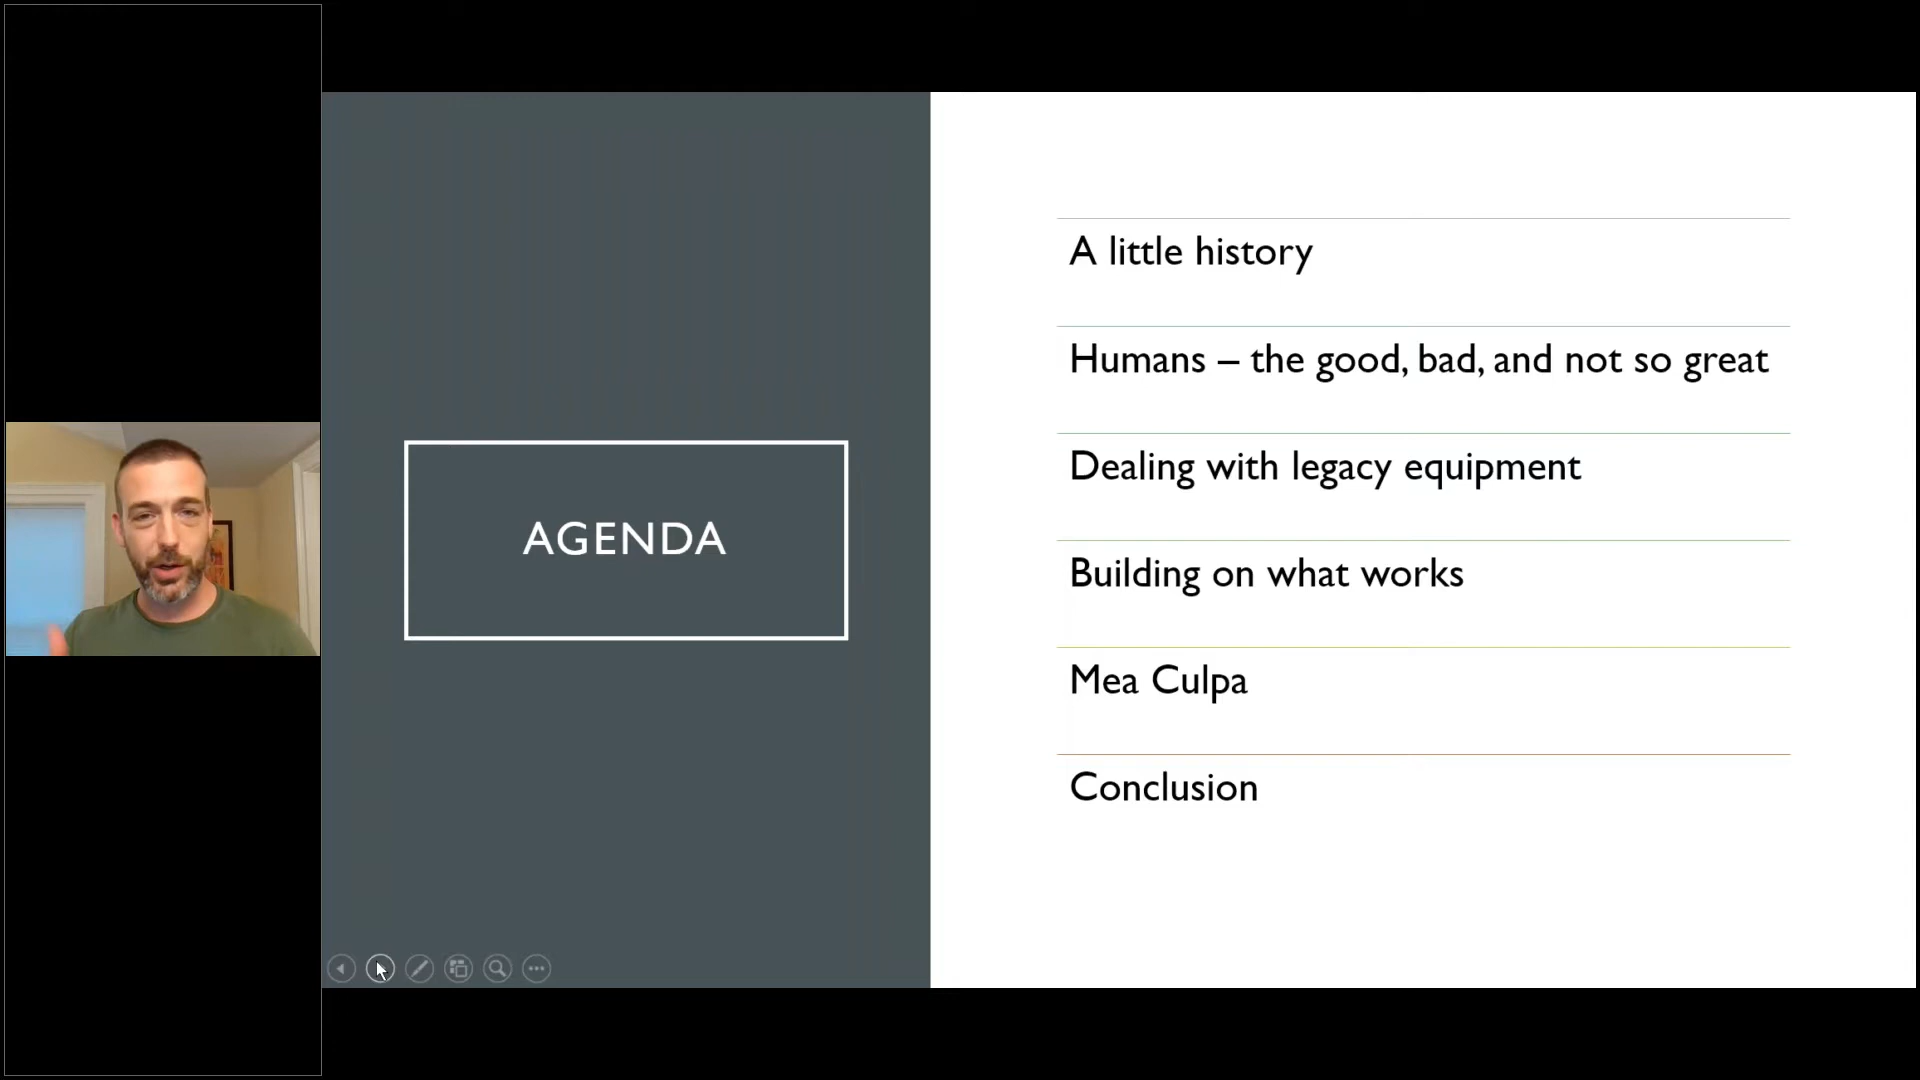 AGENDA
A little history
Humans – the good, bad, and not so great
Dealing with legacy equipment
Building on what works
Mea Culpa
Conclusion